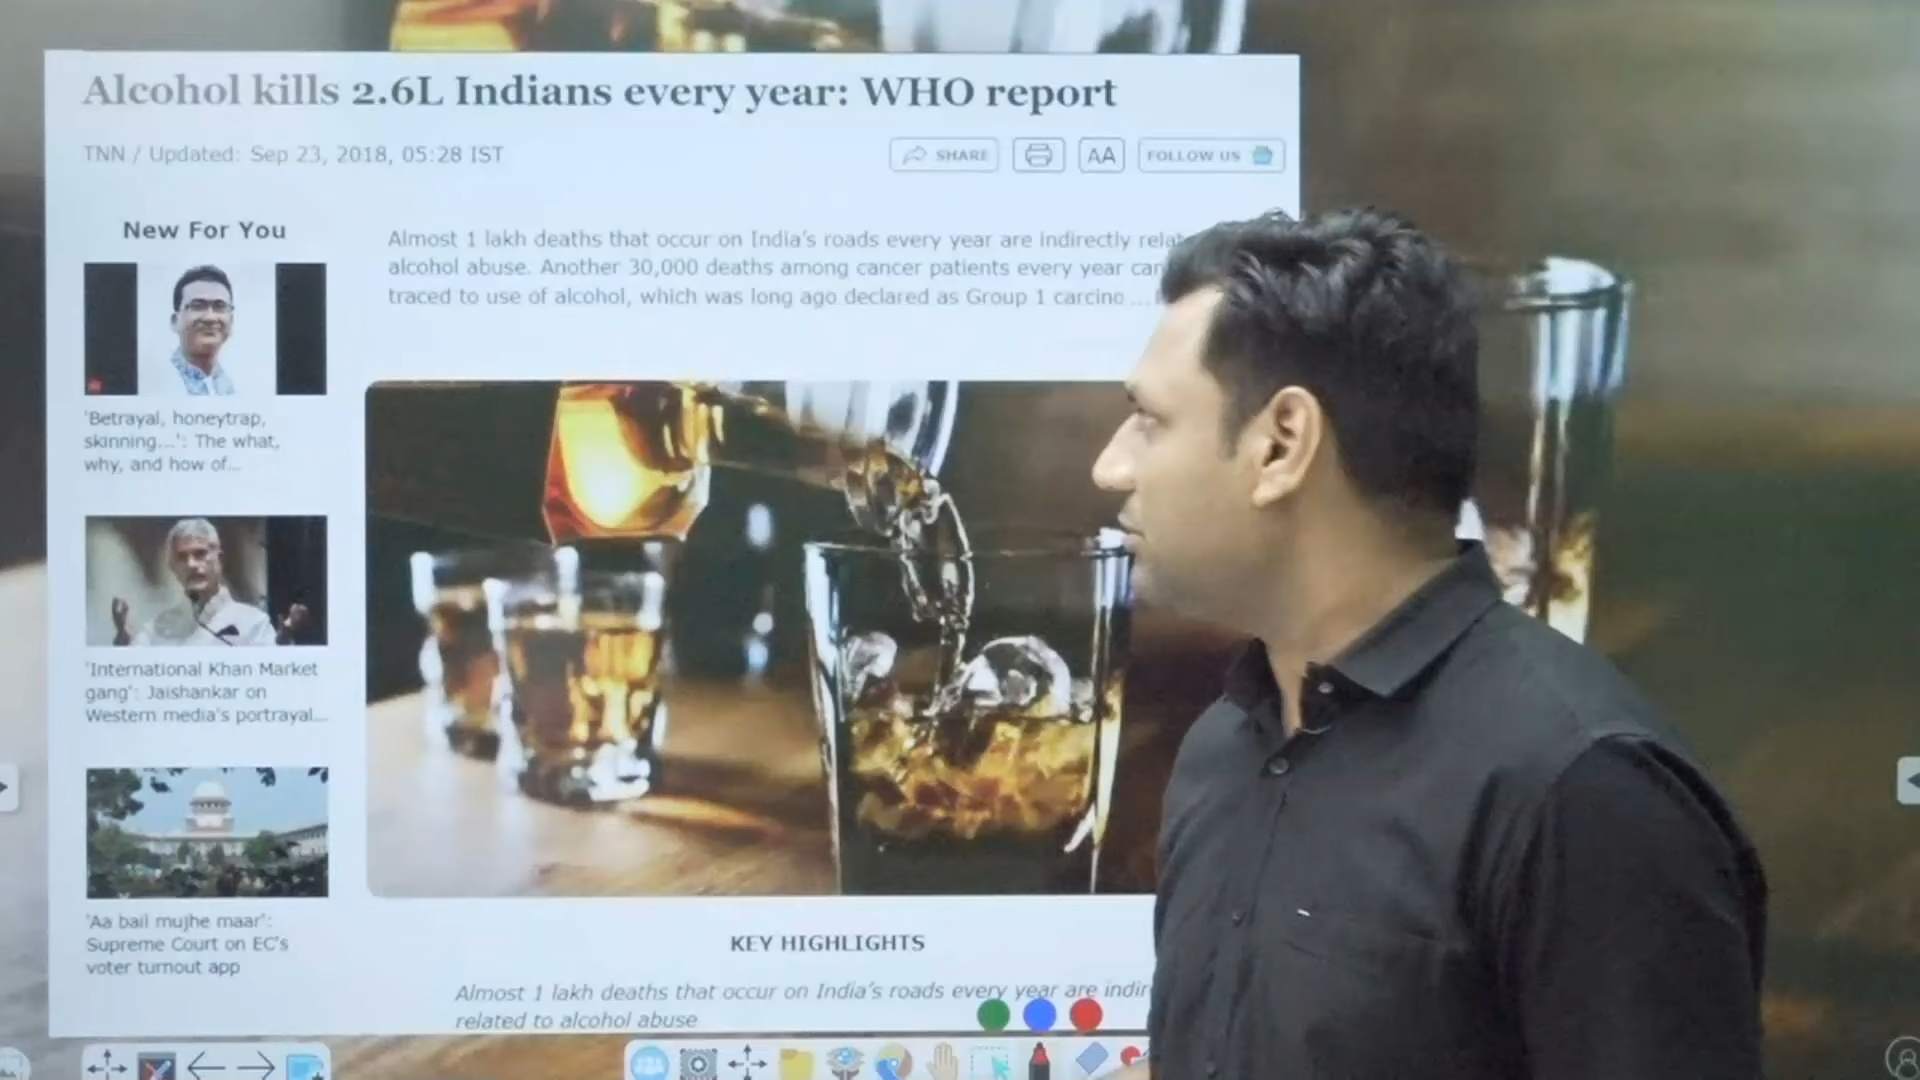 Alcohol kills 2.6L Indians every year: WHO report
TNN / Updated: Sep 23, 2018, 05:28 IST
SHARE
AA
FOLLOW US
New For You
'Betrayal, honeytrap,
skinning...': The what,
why, and how of...
'International Khan Market
gang': Jaishankar on
Western media's portrayal...
'Aa bail mujhe maar':
Supreme Court on EC's
voter turnout app
Almost 1 lakh deaths that occur on India's roads every year are indirectly
alcohol abuse. Another 30,000 deaths among cancer patients every year
traced to use of alcohol, which was long ago declared as Group 1 carcino ...
KEY HIGHLIGHTS
Almost 1 lakh deaths that occur on India's roads every year are
related to alcohol abuse